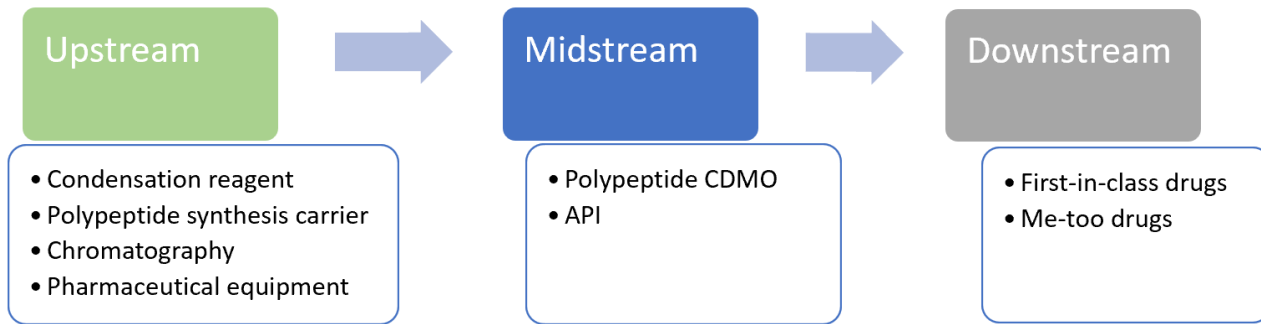 Upstream
Midstream
Downstream
• Condensation reagent
• Polypeptide synthesis carrier
• Chromatography
• Pharmaceutical equipment
• Polypeptide CDMO
• API
• First-in-class drugs
• Me-too drugs